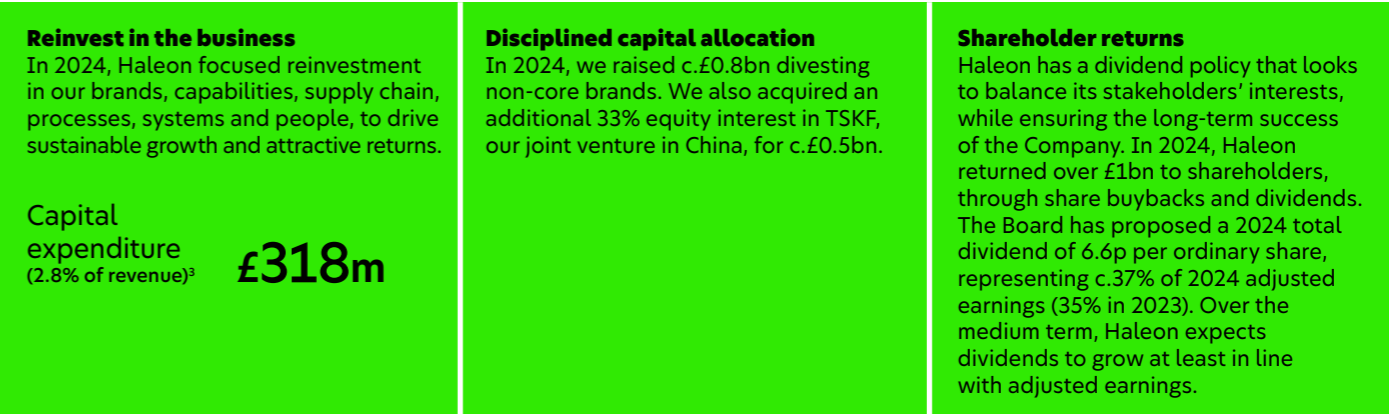 Reinvest in the business
In 2024, Haleon focused reinvestment
in our brands, capabilities, supply chain,
processes, systems and people, to drive
sustainable growth and attractive returns.
Capital
expenditure
(2.8% of revenue)³
£318m
Disciplined capital allocation
In 2024, we raised c.£0.8bn divesting
non-core brands. We also acquired an
additional 33% equity interest in TSKF,
our joint venture in China, for c.£0.5bn.
Shareholder returns
Haleon has a dividend policy that looks
to balance its stakeholders’ interests,
while ensuring the long-term success
of the Company. In 2024, Haleon
returned over £1bn to shareholders,
through share buybacks and dividends.
The Board has proposed a 2024 total
dividend of 6.6p per ordinary share,
representing c.37% of 2024 adjusted
earnings (35% in 2023). Over the
medium term, Haleon expects
dividends to grow at least in line
with adjusted earnings.